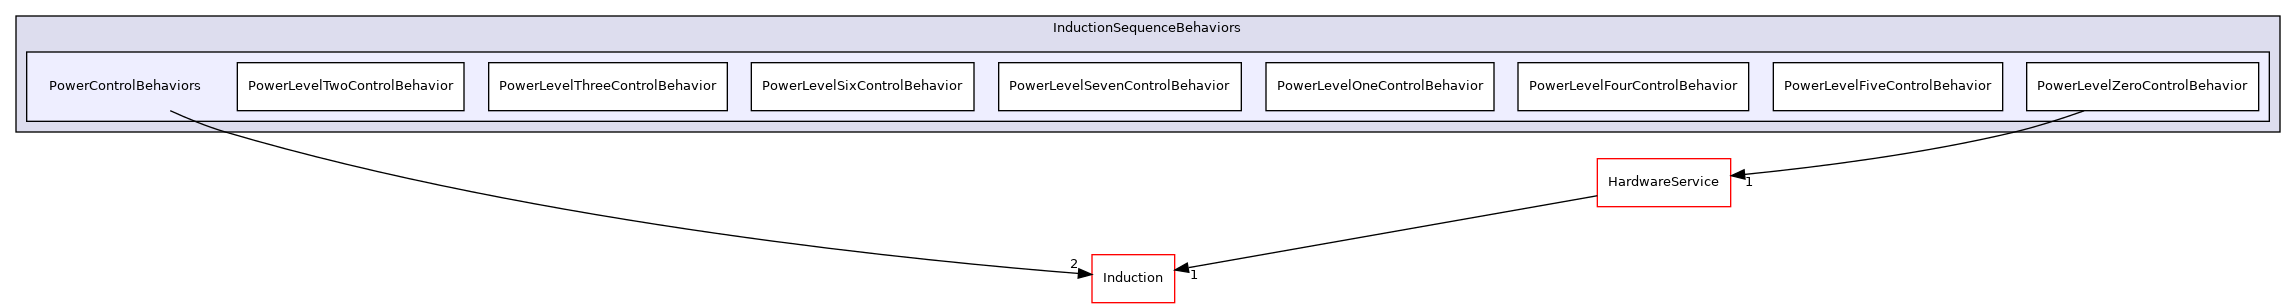 InductionSequenceBehaviors
PowerControlBehaviors
PowerLevelTwoControlBehavior
PowerLevelThreeControlBehavior
PowerLevelSixControlBehavior
PowerLevelSevenControlBehavior
PowerLevelOneControlBehavior
PowerLevelFourControlBehavior
PowerLevelFiveControlBehavior
PowerLevelZeroControlBehavior
HardwareService
1
2
Induction
1